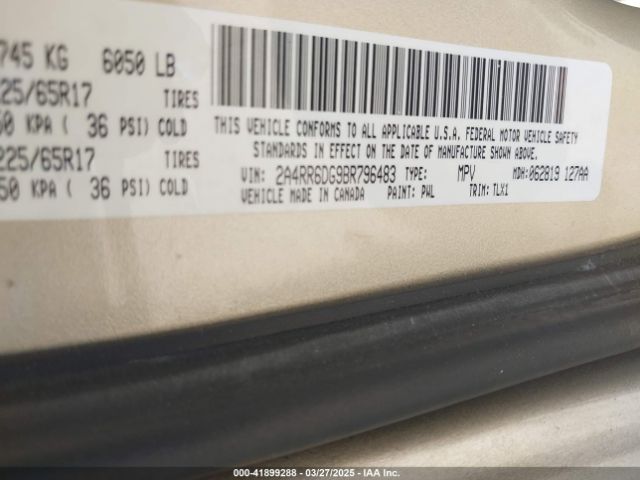 745 KG 6050 LB
225/65R17 TIRES
KPA ( 36 PSI) COLD
225/65R17 TIRES
50 KPA ( 36 PSI) COLD
THIS VEHICLE CONFORMS TO ALL APPLICABLE U.S.A. FEDERAL MOTOR VEHICLE SAFETY
STANDARDS IN EFFECT ON THE DATE OF MANUFACTURE SHOWN ABOVE.
VIN: 2A4RR6DG9BR796483 TYPE: MPV MDH:062819 127AA
VEHICLE MADE IN CANADA PAINT: PWL TRIM: TLX1
000-41899288 — 03/27/2025 — IAA Inc.